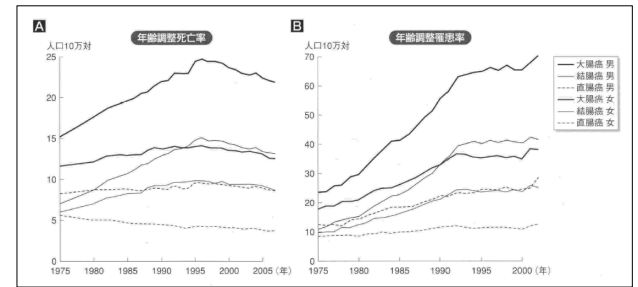 A
年齢調整死亡率
人口10万対
25
20
15
10
5
0
1975 1980 1985 1990 1995 2000 2005 (年)
B
年齢調整罹患率
人口10万対
70
60
50
40
30
20
10
0
1975 1980 1985 1990 1995 2000 (年)
大腸癌 男
結腸癌 男
直腸癌 男
大腸癌 女
結腸癌 女
直腸癌 女